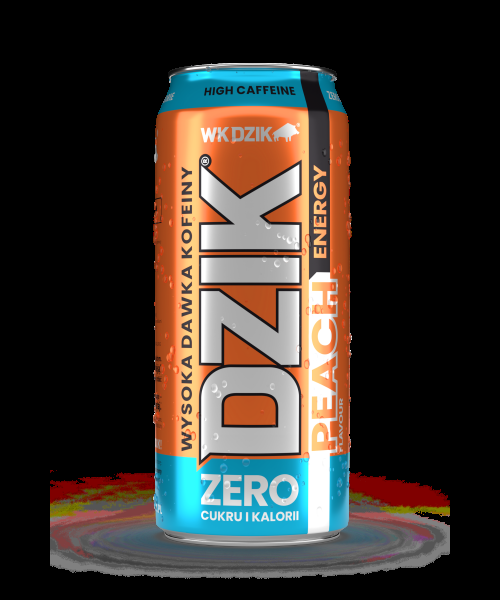 HIGH CAFFEINE
WK DZIK®
WYSOKA DAWKA KOFEINY
DZIK®
ENERGY
PEACH
FLAVOUR
ZERO
CUKRU I KALORII